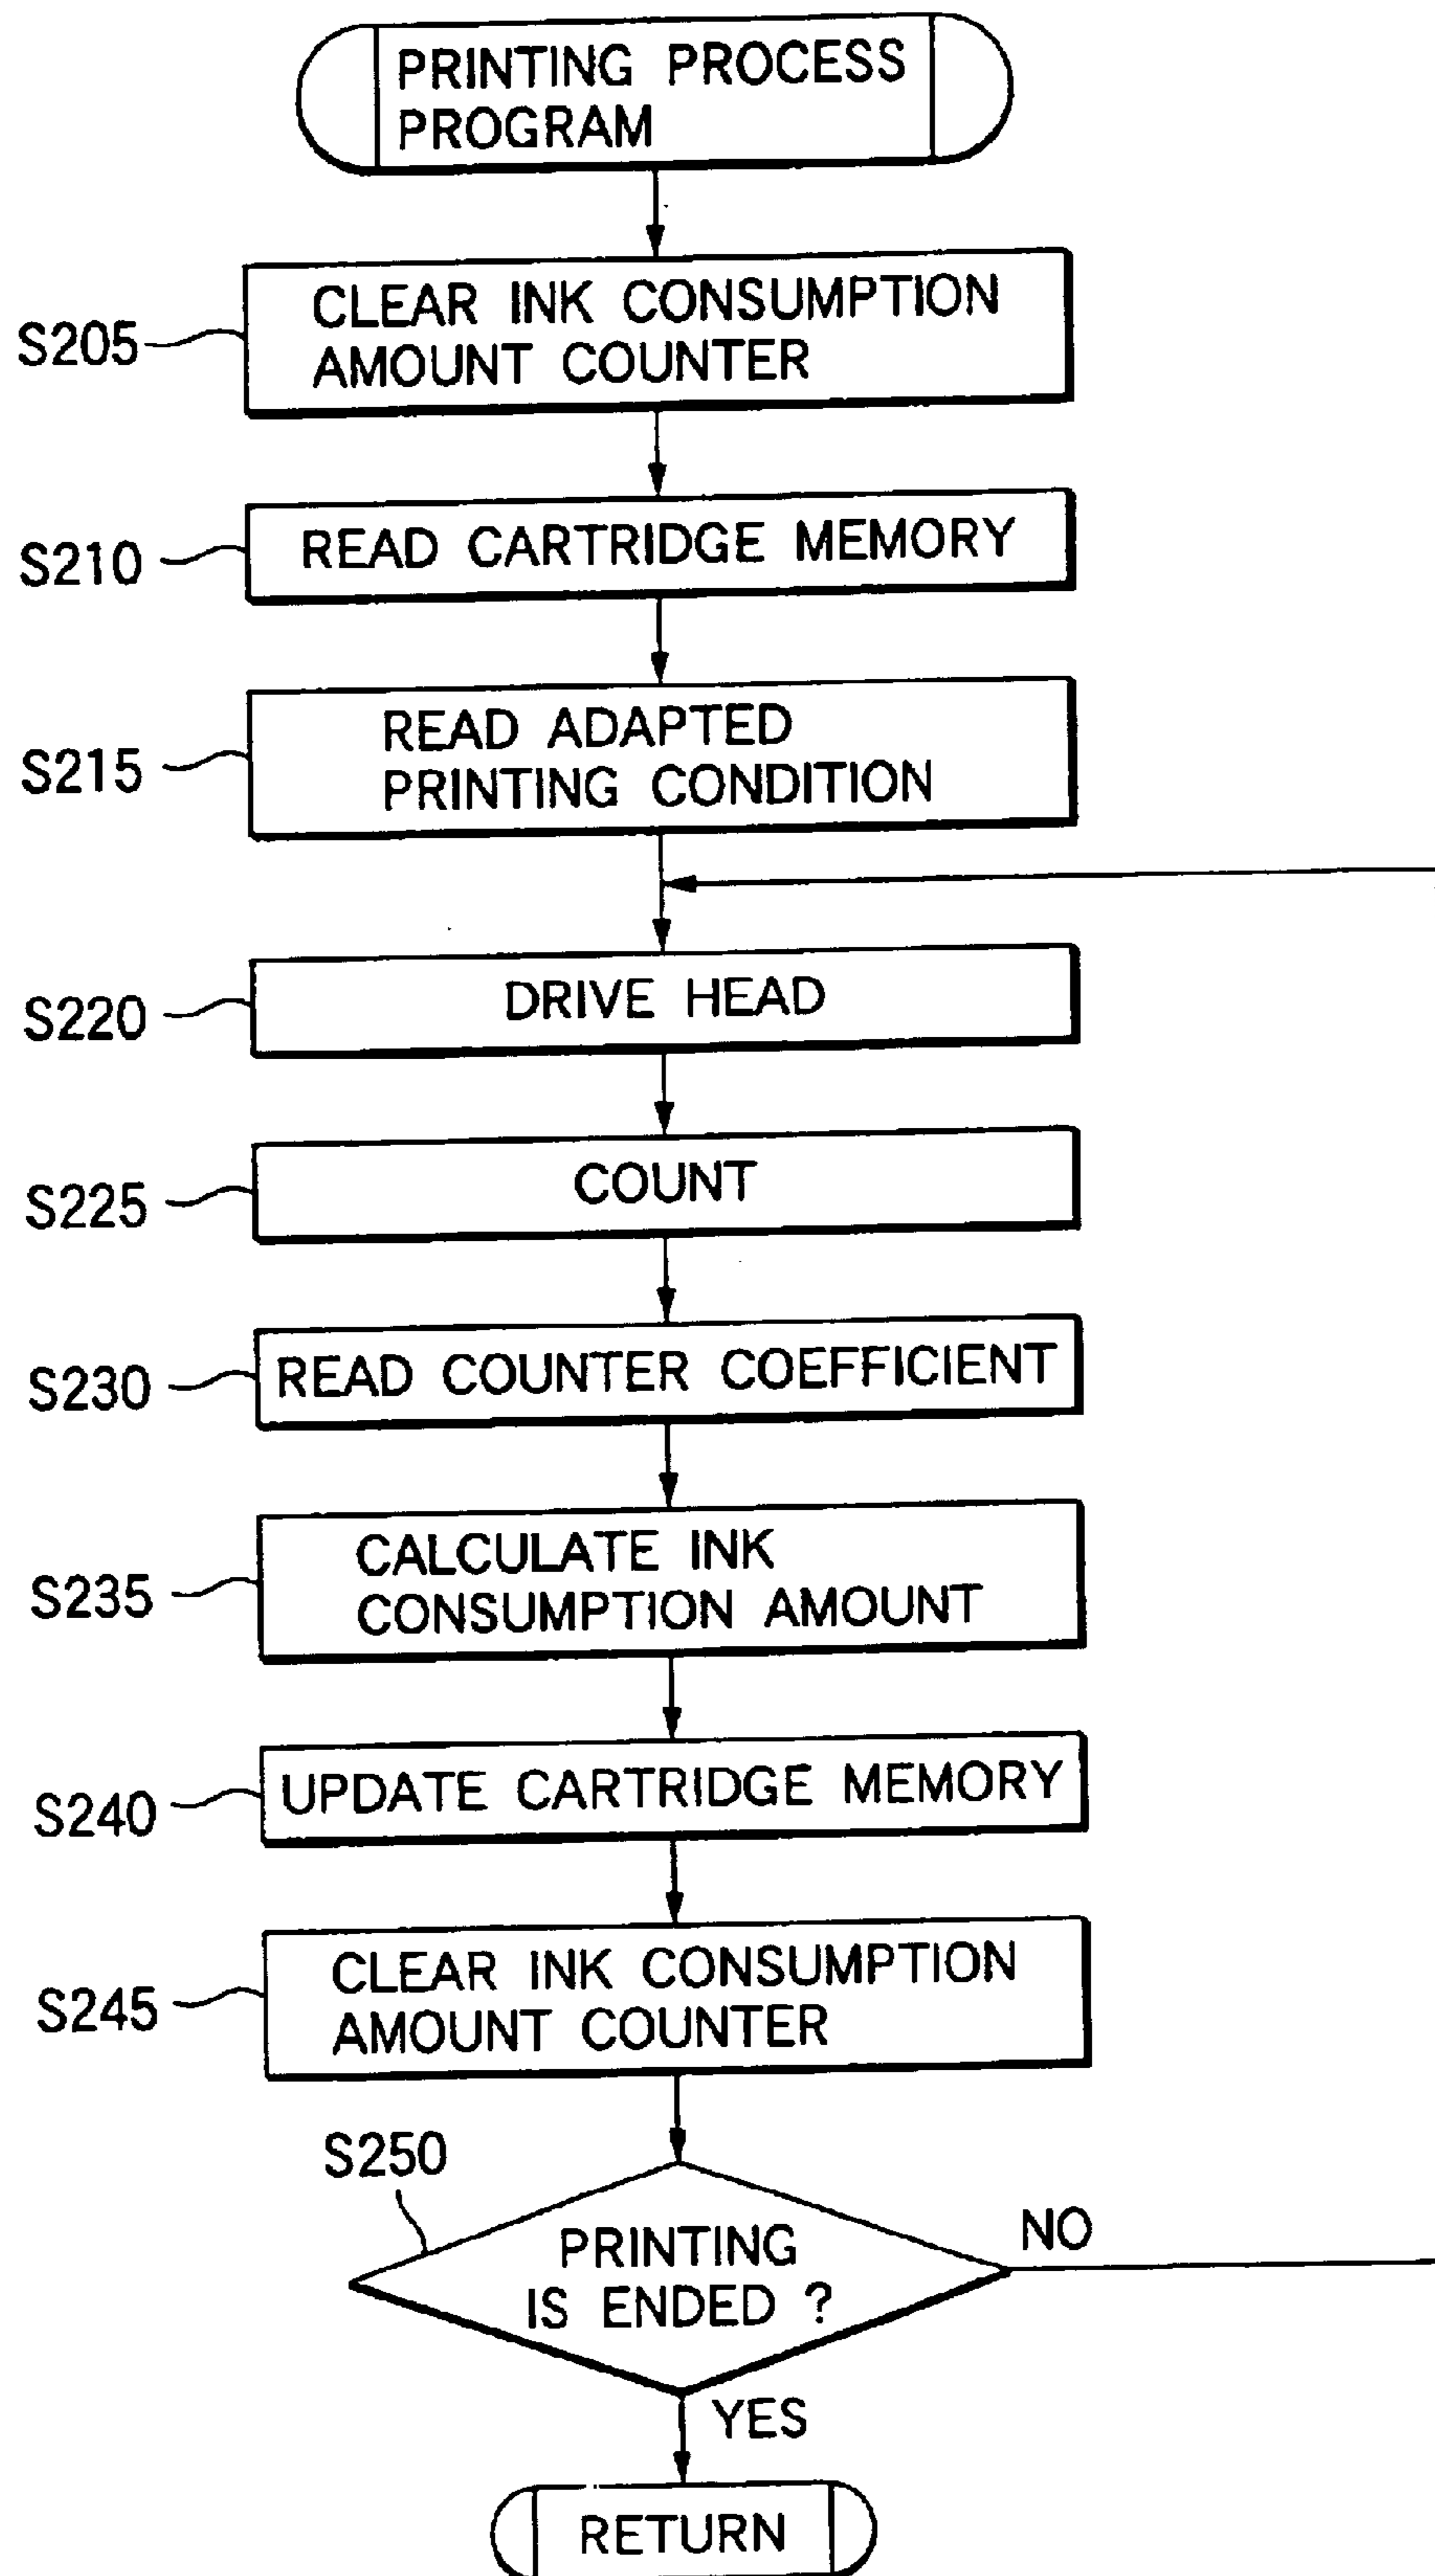 PRINTING PROCESS
PROGRAM
S205
CLEAR INK CONSUMPTION
AMOUNT COUNTER
S210
READ CARTRIDGE MEMORY
S215
READ ADAPTED
PRINTING CONDITION
S220
DRIVE HEAD
S225
COUNT
S230
READ COUNTER COEFFICIENT
S235
CALCULATE INK
CONSUMPTION AMOUNT
S240
UPDATE CARTRIDGE MEMORY
S245
CLEAR INK CONSUMPTION
AMOUNT COUNTER
S250
PRINTING
IS ENDED ?
NO
YES
RETURN